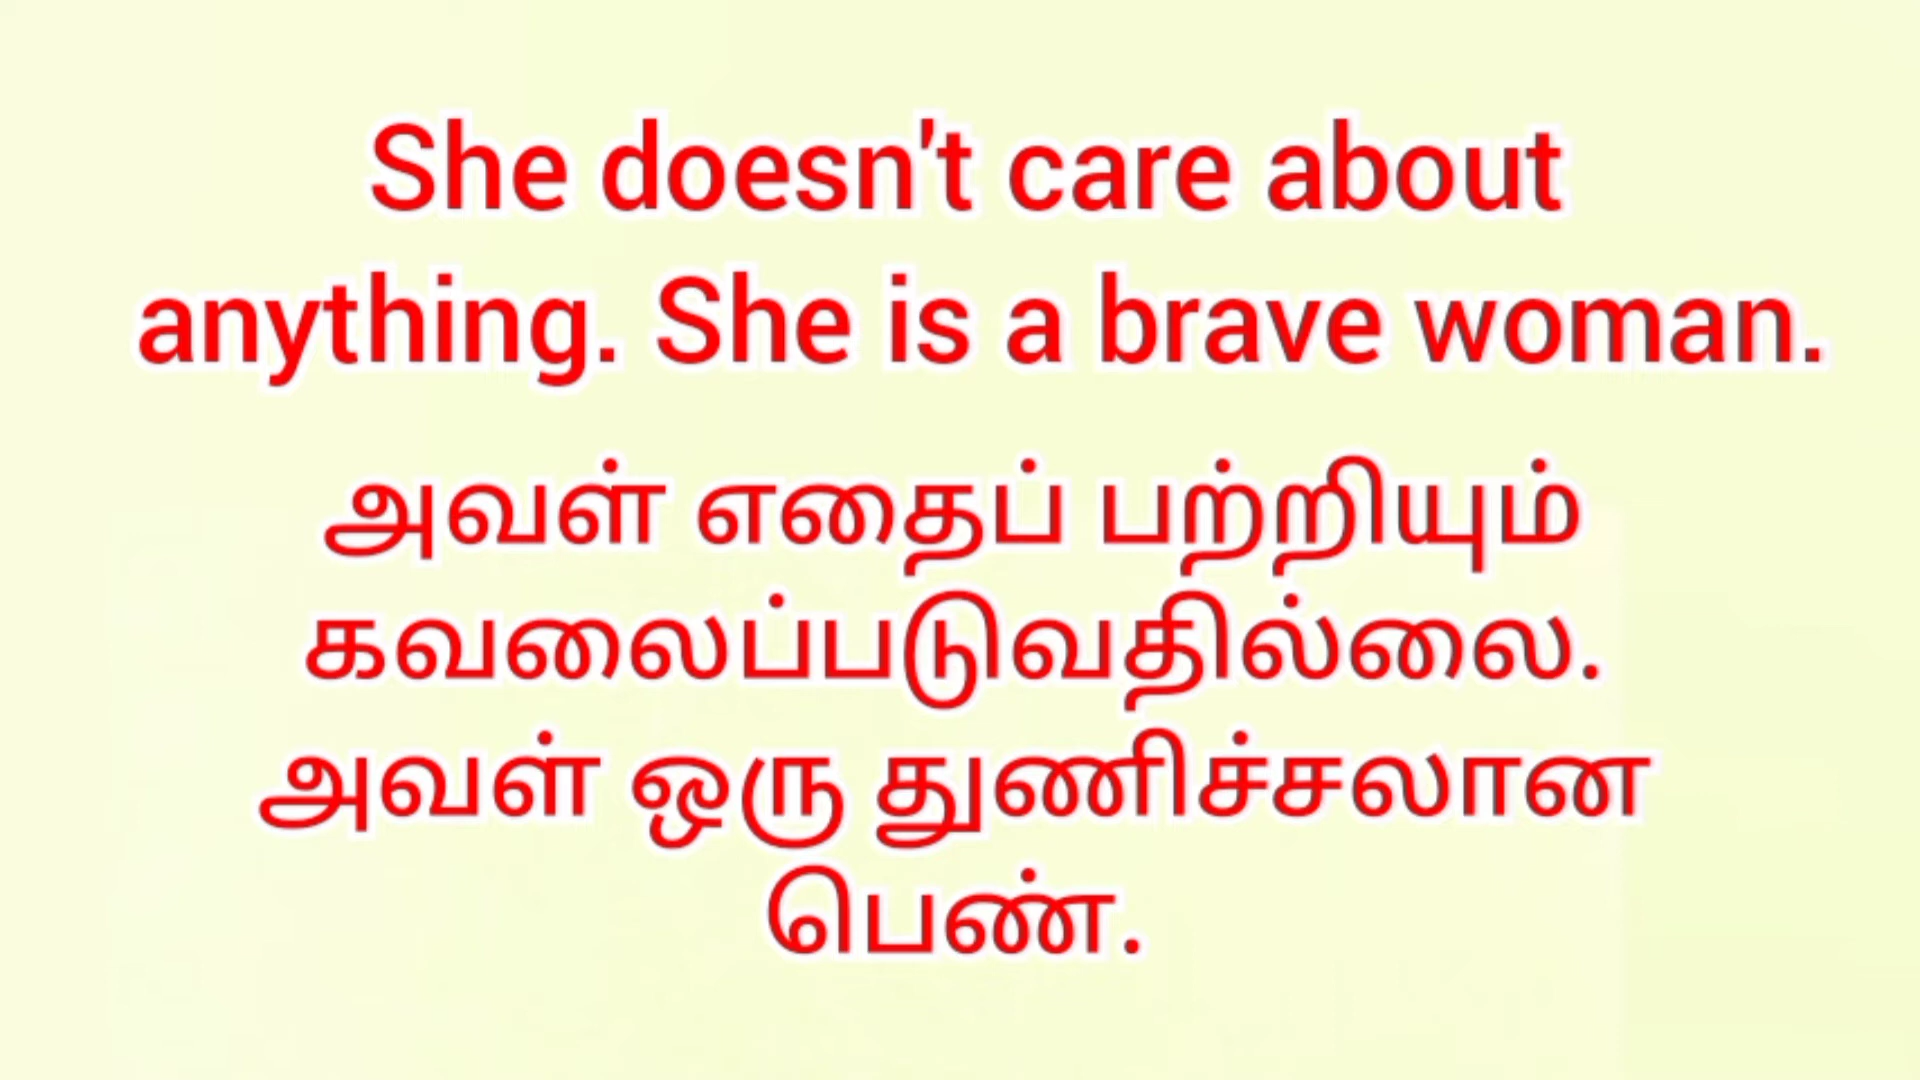 She doesn't care about
anything. She is a brave woman.
அவள் எதைப் பற்றியும்
கவலைப்படுவதில்லை.
அவள் ஒரு துணிச்சலான
பெண்.